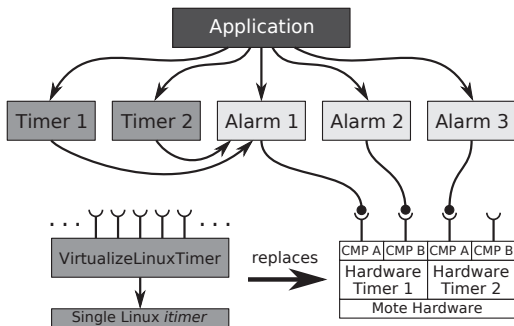 Application
Timer 1
Timer 2
Alarm 1
Alarm 2
Alarm 3
. . .
. . .
VirtualizeLinuxTimer
Single Linux itimer
replaces
CMP A
CMP B
CMP A
CMP B
Hardware
Timer 1
Hardware
Timer 2
Mote Hardware